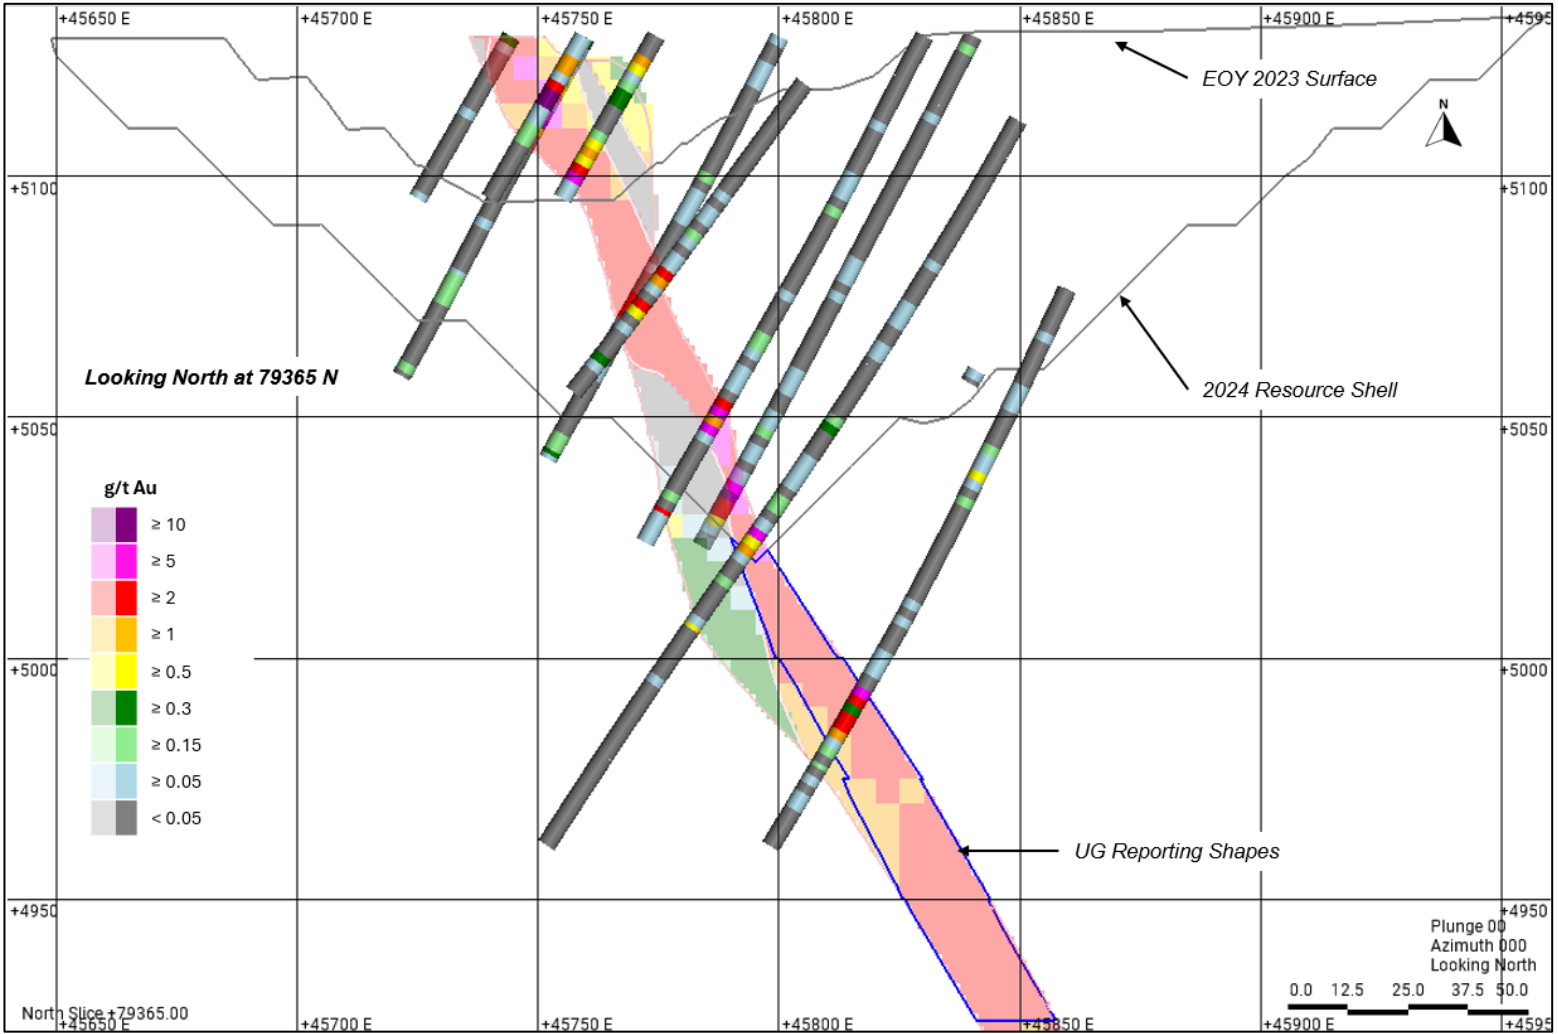 +45650 E
+45700 E
+45750 E
+45800 E
+45850 E
+45900 E
+4595
EOY 2023 Surface
N
+5100
+5100
Looking North at 79365 N
2024 Resource Shell
+5050
+5050
g/t Au
≥ 10
≥ 5
≥ 2
≥ 1
≥ 0.5
≥ 0.3
≥ 0.15
≥ 0.05
< 0.05
+5000
+5000
UG Reporting Shapes
+4950
+4950
Plunge 00
Azimuth 000
Looking North
0.0 12.5 25.0 37.5 50.0
North Slice +79365.00
+45650 E
+45700 E
+45750 E
+45800 E
+45850 E
+45900 E
+4595